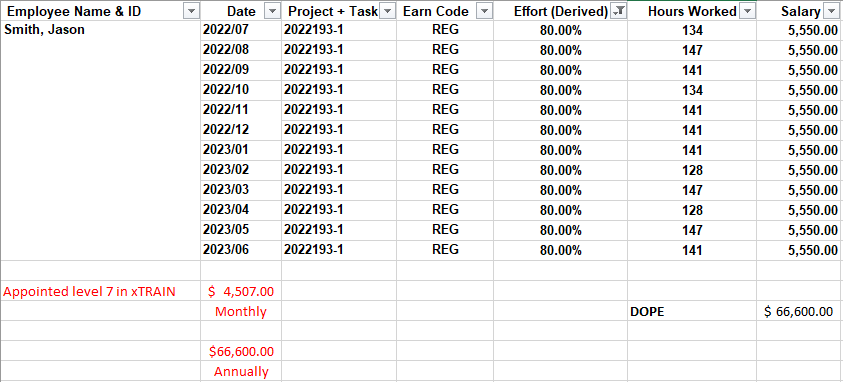 Employee Name & ID Date Project + Task Earn Code Effort (Derived) Hours Worked Salary
Smith, Jason 2022/07 2022193-1 REG 80.00% 134 5,550.00
2022/08 2022193-1 REG 80.00% 147 5,550.00
2022/09 2022193-1 REG 80.00% 141 5,550.00
2022/10 2022193-1 REG 80.00% 134 5,550.00
2022/11 2022193-1 REG 80.00% 141 5,550.00
2022/12 2022193-1 REG 80.00% 141 5,550.00
2023/01 2022193-1 REG 80.00% 141 5,550.00
2023/02 2022193-1 REG 80.00% 128 5,550.00
2023/03 2022193-1 REG 80.00% 147 5,550.00
2023/04 2022193-1 REG 80.00% 128 5,550.00
2023/05 2022193-1 REG 80.00% 147 5,550.00
2023/06 2022193-1 REG 80.00% 141 5,550.00
Appointed level 7 in xTRAIN $ 4,507.00
Monthly DOPE $ 66,600.00
$66,600.00
Annually